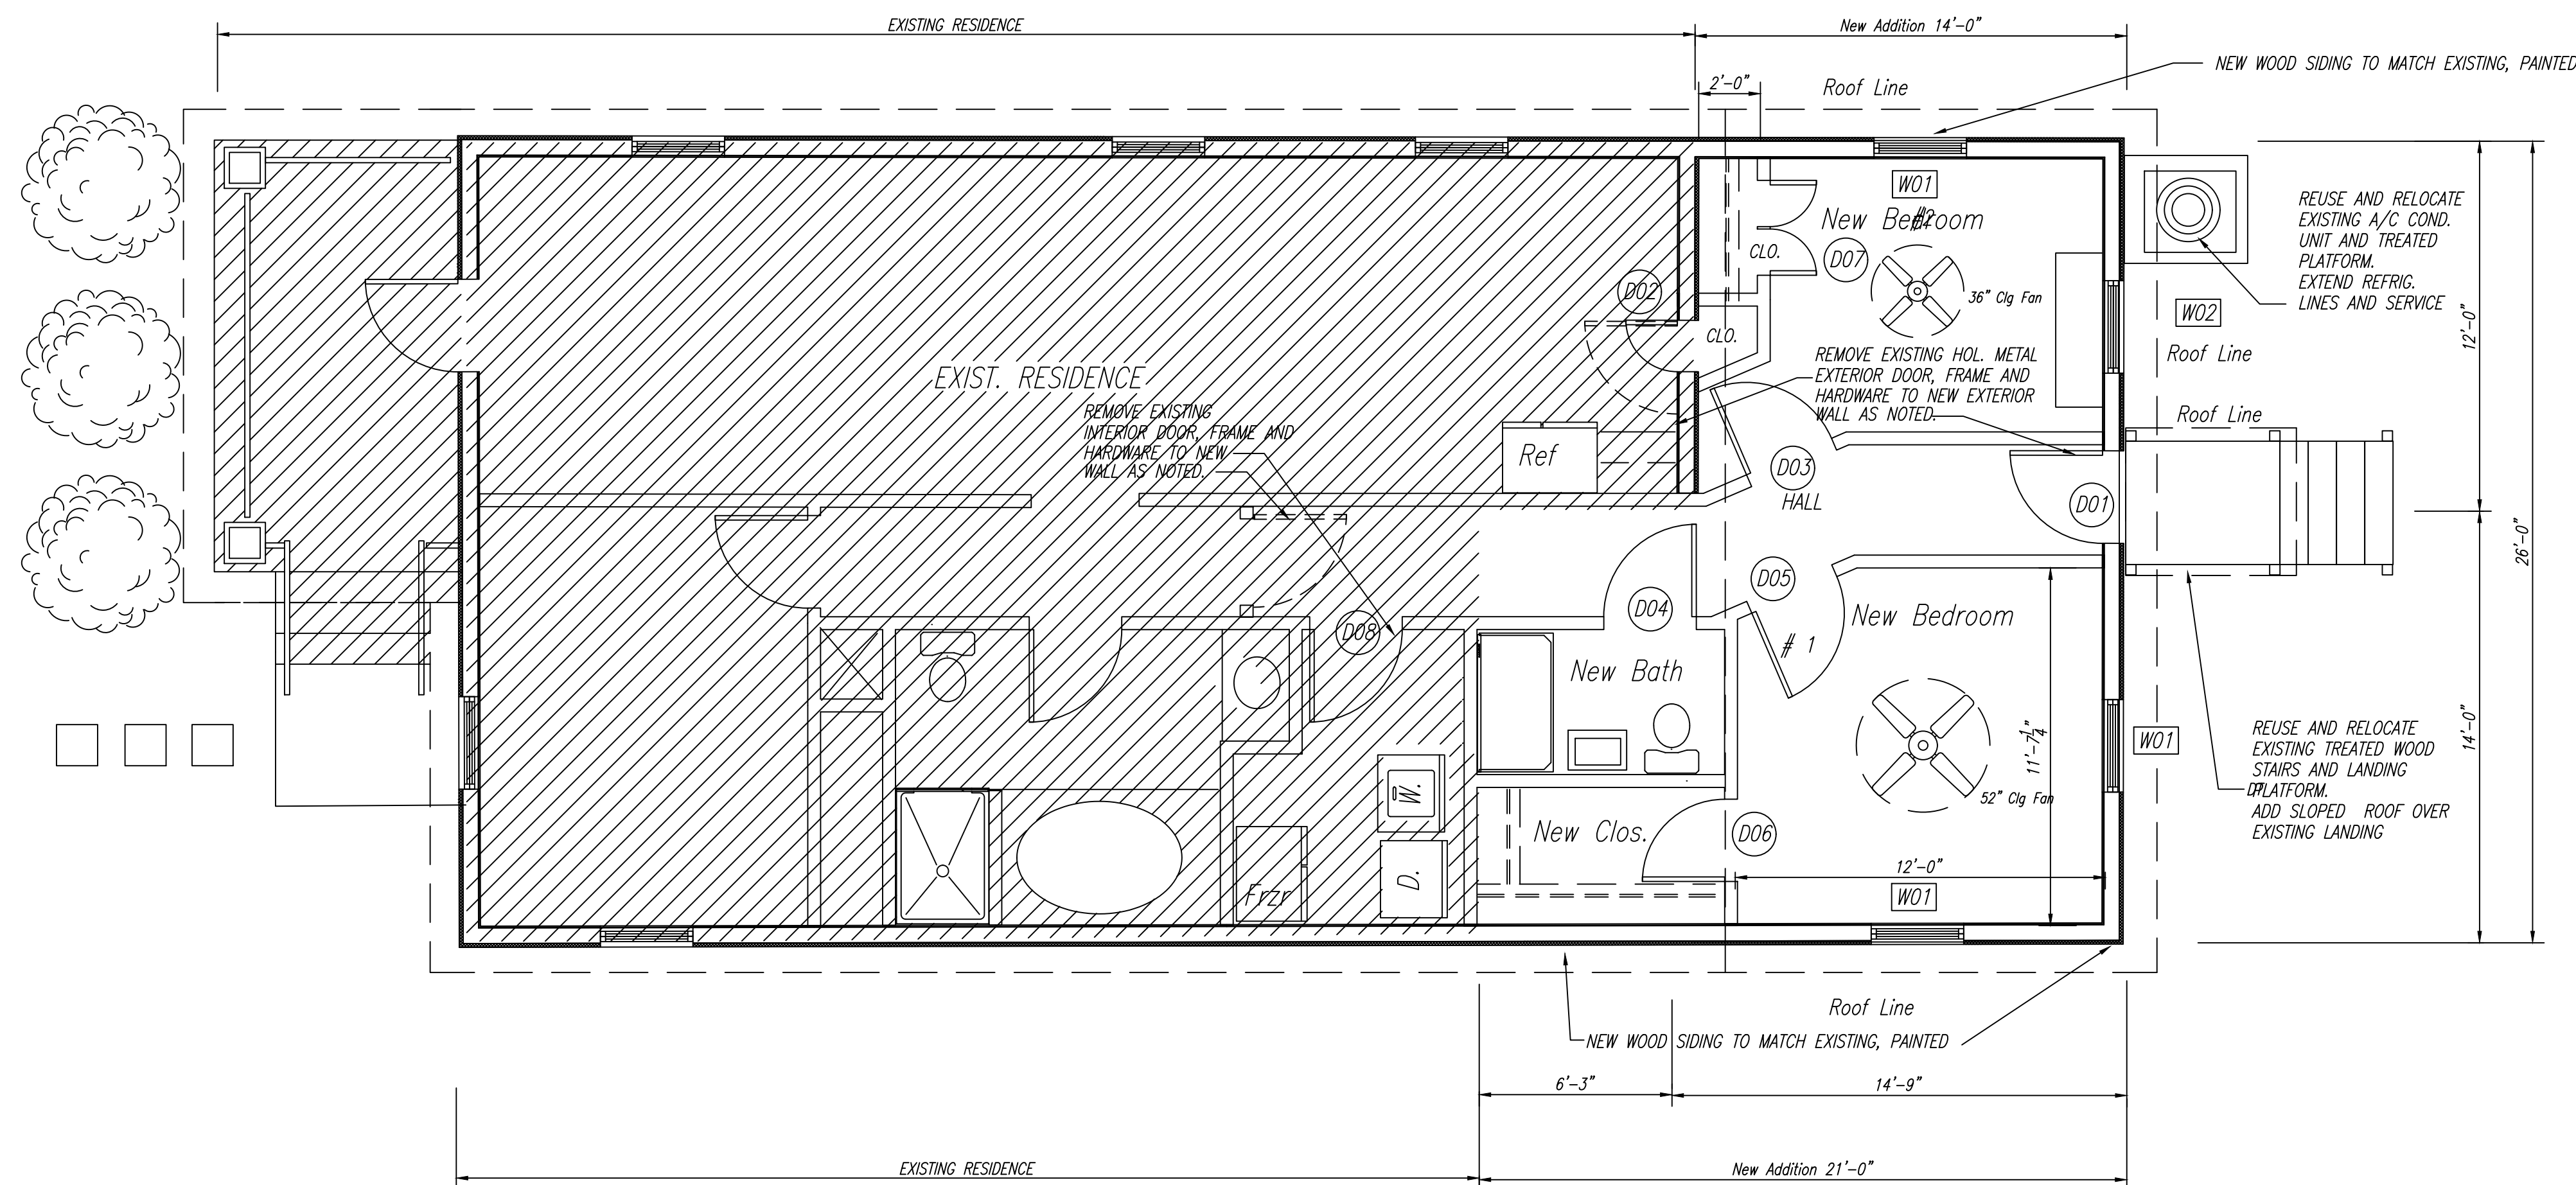 EXISTING RESIDENCE
New Addition 14'-0"
NEW WOOD SIDING TO MATCH EXISTING, PAINTED
2'-0"
Roof Line
W01
New Bedroom
#2
CLO.
D07
36" Clg Fan
D02
CLO.
REUSE AND RELOCATE
EXISTING A/C COND.
UNIT AND TREATED
PLATFORM.
EXTEND REFRIG.
LINES AND SERVICE
W02
Roof Line
12'-0"
EXIST. RESIDENCE
REMOVE EXISTING
INTERIOR DOOR, FRAME AND
HARDWARE TO NEW
WALL AS NOTED.
REMOVE EXISTING HOL. METAL
EXTERIOR DOOR, FRAME AND
HARDWARE TO NEW EXTERIOR
WALL AS NOTED.
Roof Line
Ref
D03
HALL
D01
26'-0"
D05
D04
D08
New Bedroom
# 1
New Bath
11'-7 1/4"
52" Clg Fan
W01
14'-0"
REUSE AND RELOCATE
EXISTING TREATED WOOD
STAIRS AND LANDING
PLATFORM.
ADD SLOPED ROOF OVER
EXISTING LANDING
W.
D.
Frzr
New Clos.
D06
12'-0"
W01
Roof Line
NEW WOOD SIDING TO MATCH EXISTING, PAINTED
6'-3"
14'-9"
EXISTING RESIDENCE
New Addition 21'-0"